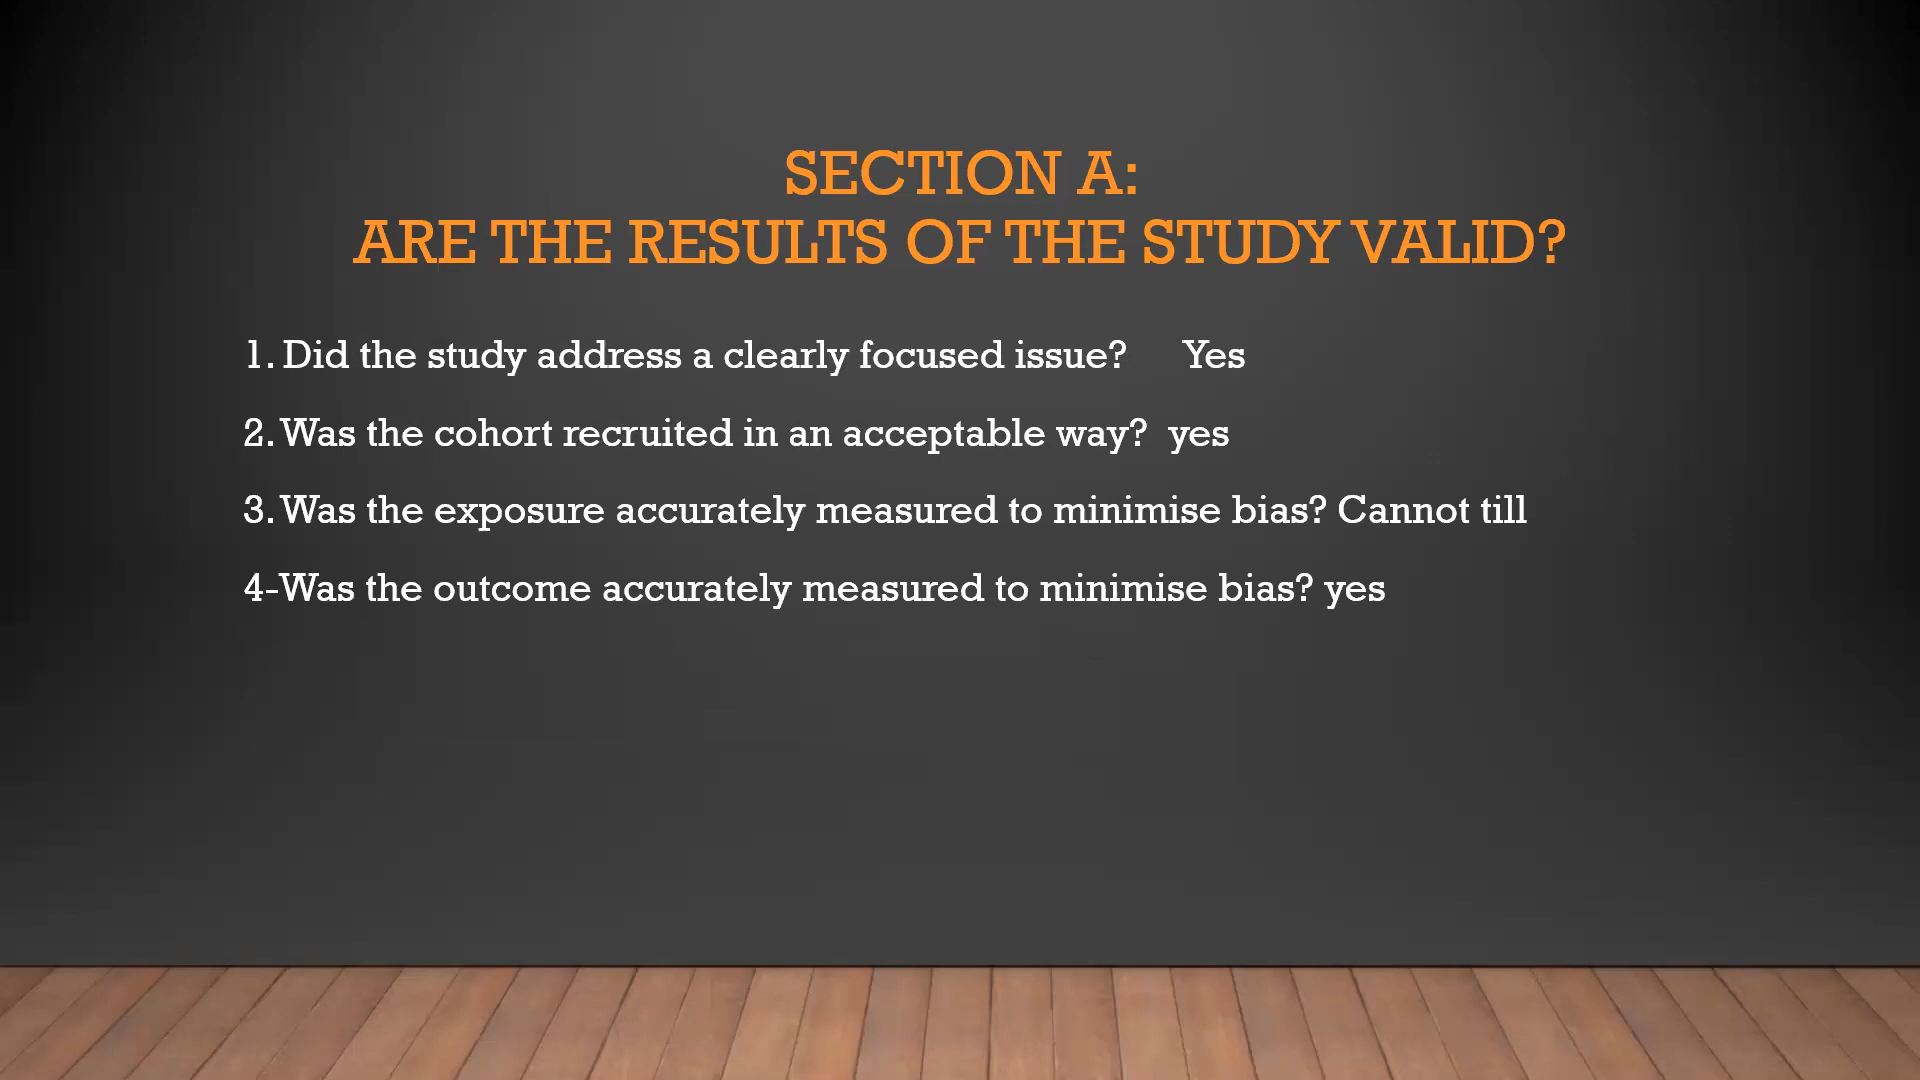 SECTION A:
ARE THE RESULTS OF THE STUDY VALID?
1. Did the study address a clearly focused issue? Yes
2. Was the cohort recruited in an acceptable way? yes
3. Was the exposure accurately measured to minimise bias? Cannot till
4-Was the outcome accurately measured to minimise bias? yes